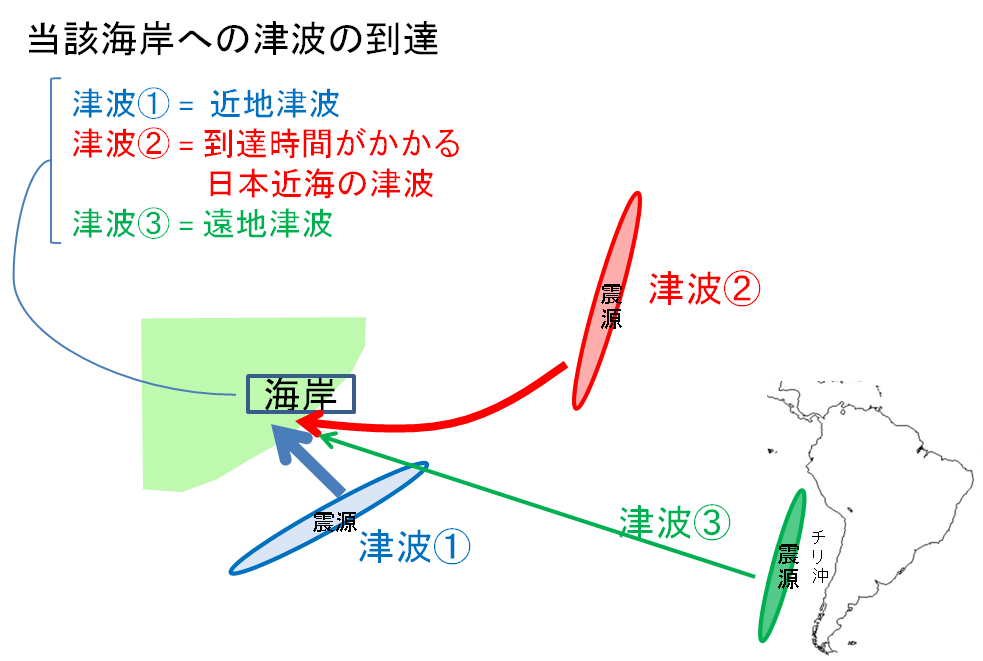 当該海岸への津波の到達
津波① = 近地津波
津波② = 到達時間がかかる
日本近海の津波
津波③ = 遠地津波
震源
津波②
海岸
震源
津波①
津波③
震源
チリ沖